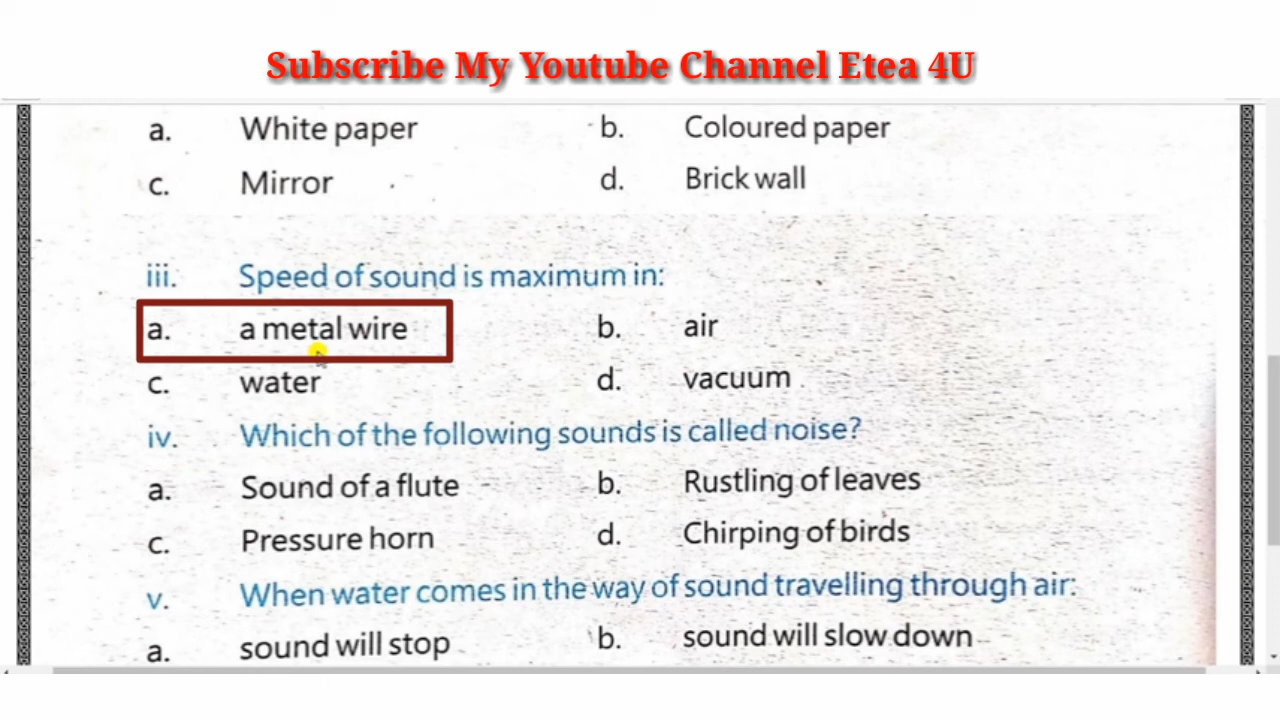 Subscribe My Youtube Channel Etea 4U
a. White paper b. Coloured paper
c. Mirror d. Brick wall
iii. Speed of sound is maximum in:
a. a metal wire b. air
c. water d. vacuum
iv. Which of the following sounds is called noise?
a. Sound of a flute b. Rustling of leaves
c. Pressure horn d. Chirping of birds
v. When water comes in the way of sound travelling through air:
a. sound will stop b. sound will slow down